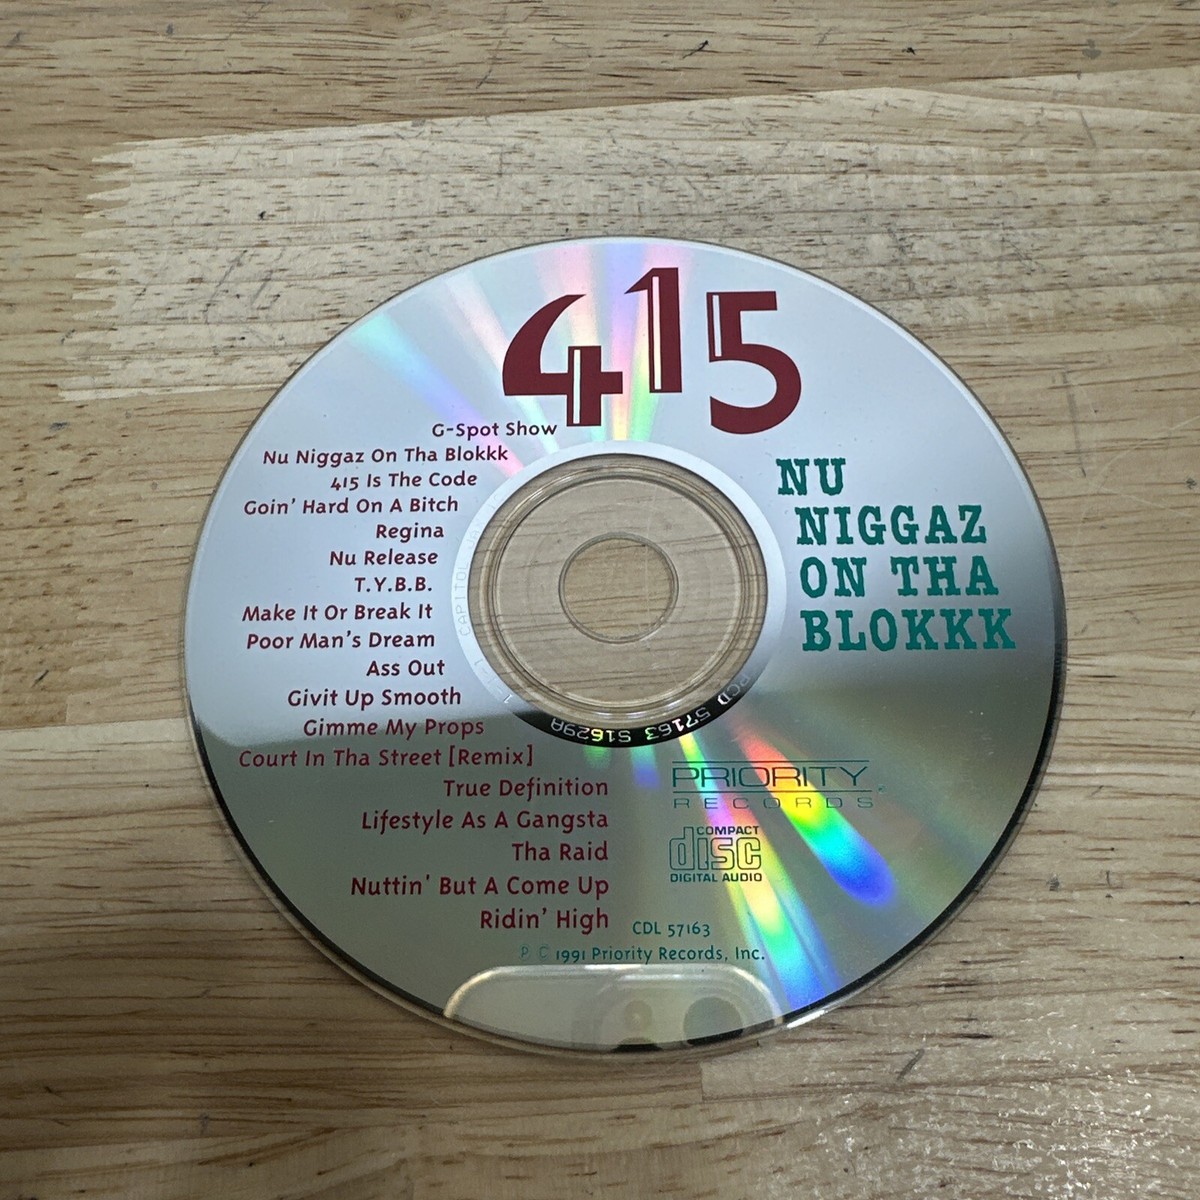 415
G-Spot Show
Nu Niggaz On Tha Blokkk
415 Is The Code
Goin' Hard On A Bitch
Regina
Nu Release
T.Y.B.B.
Make It Or Break It
Poor Man's Dream
Ass Out
Givit Up Smooth
Gimme My Props
Court In Tha Street [Remix]
True Definition
Lifestyle As A Gangsta
Tha Raid
Nuttin' But A Come Up
Ridin' High
NU
NIGGAZ
ON THA
BLOKKK
PRIORITY
RECORDS
COMPACT
disc
DIGITAL AUDIO
CDL 57163
P C 1991 Priority Records, Inc.
PCD 57163 S1629A
CAPITOL